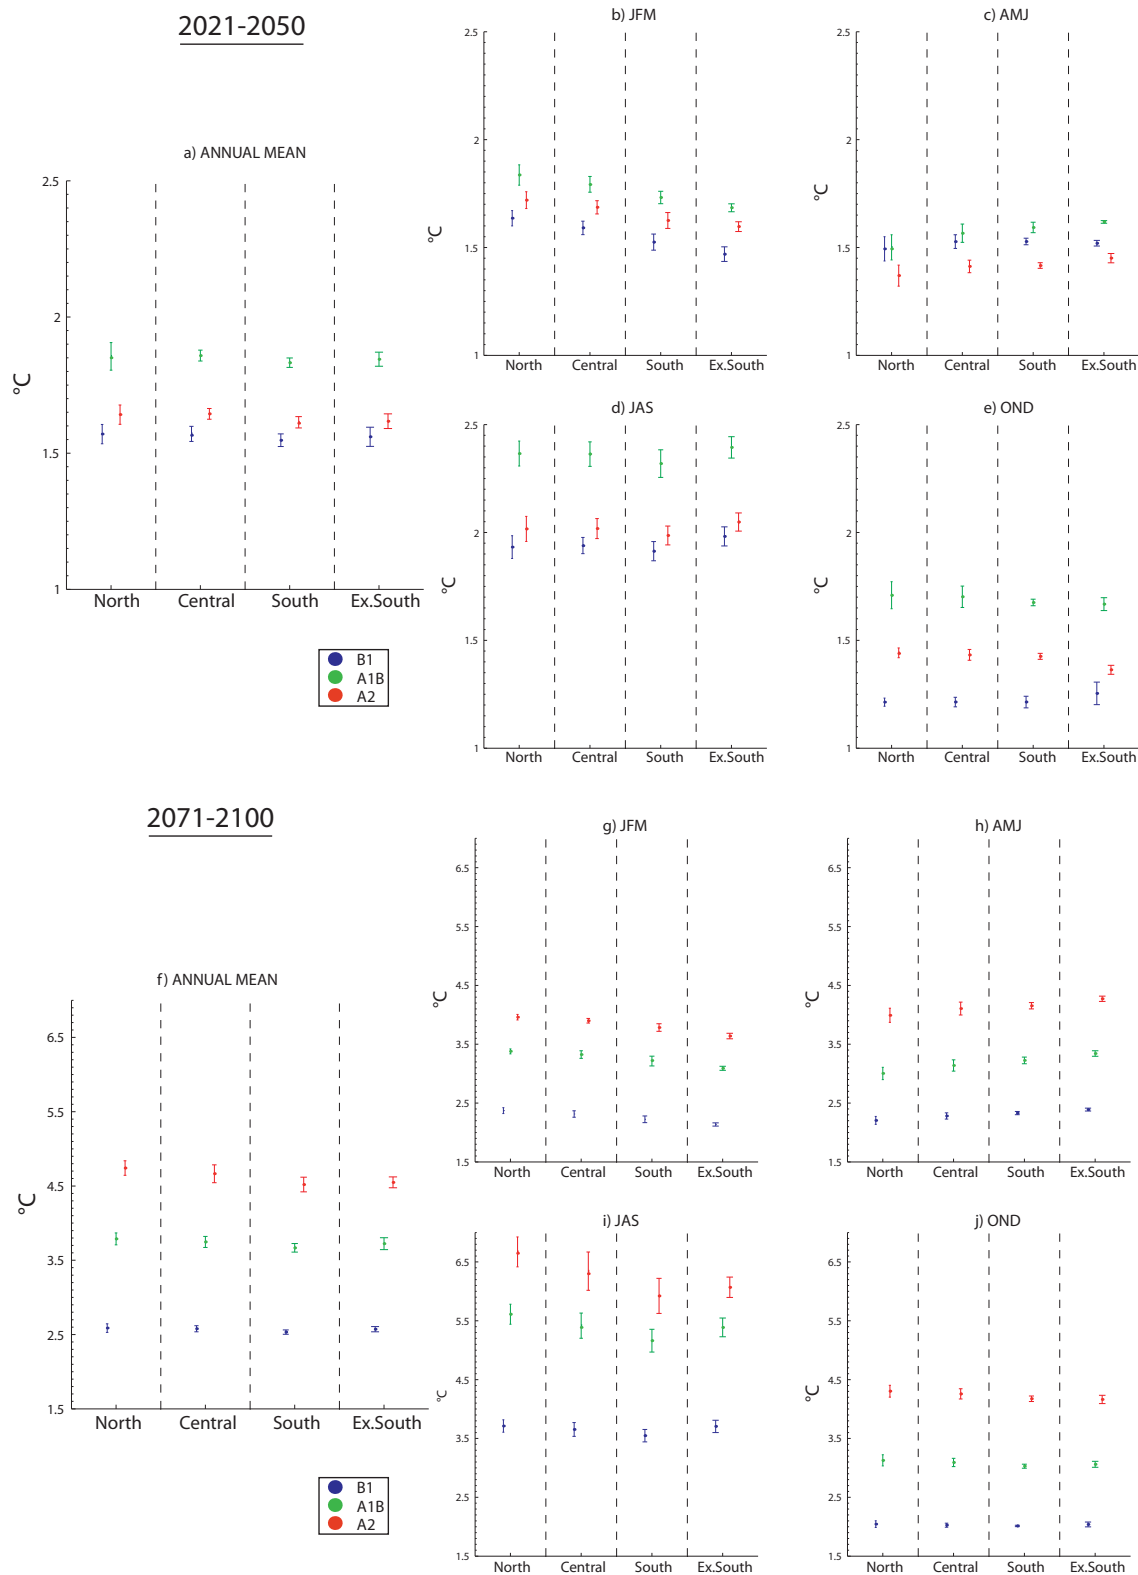 2021-2050
a) ANNUAL MEAN
2.5
2
1.5
1
°C
North Central South Ex.South
B1
A1B
A2
b) JFM
2.5
2
1.5
1
°C
North Central South Ex.South
c) AMJ
2.5
2
1.5
1
°C
North Central South Ex.South
d) JAS
2.5
2
1.5
1
°C
North Central South Ex.South
e) OND
2.5
2
1.5
1
°C
North Central South Ex.South
2071-2100
f) ANNUAL MEAN
6.5
5.5
4.5
3.5
2.5
1.5
°C
North Central South Ex.South
B1
A1B
A2
g) JFM
6.5
5.5
4.5
3.5
2.5
1.5
°C
North Central South Ex.South
h) AMJ
6.5
5.5
4.5
3.5
2.5
1.5
°C
North Central South Ex.South
i) JAS
6.5
5.5
4.5
3.5
2.5
1.5
°C
North Central South Ex.South
j) OND
6.5
5.5
4.5
3.5
2.5
1.5
°C
North Central South Ex.South